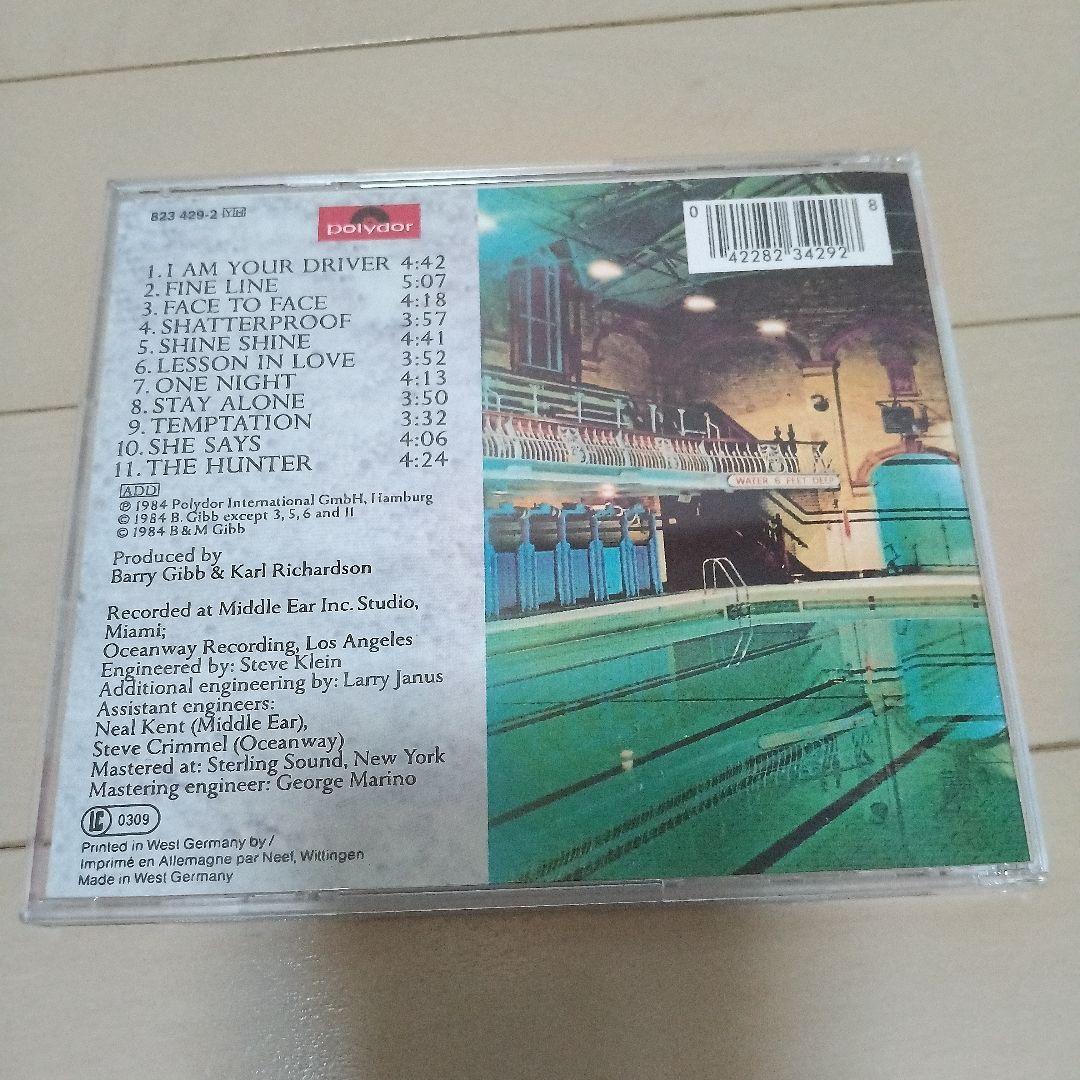 823 429-2 YH
polydor
1. I AM YOUR DRIVER 4:42
2. FINE LINE 5:07
3. FACE TO FACE 4:18
4. SHATTERPROOF 3:57
5. SHINE SHINE 4:41
6. LESSON IN LOVE 3:52
7. ONE NIGHT 4:13
8. STAY ALONE 3:50
9. TEMPTATION 3:32
10. SHE SAYS 4:06
11. THE HUNTER 4:24
ADD
℗ 1984 Polydor International GmbH, Hamburg
© 1984 B. Gibb except 3, 5, 6 and 11
© 1984 B & M Gibb
Produced by
Barry Gibb & Karl Richardson
Recorded at Middle Ear Inc. Studio,
Miami;
Oceanway Recording, Los Angeles
Engineered by: Steve Klein
Additional engineering by: Larry Janus
Assistant engineers:
Neal Kent (Middle Ear),
Steve Crimmel (Oceanway)
Mastered at: Sterling Sound, New York
Mastering engineer: George Marino
LC 0309
Printed in West Germany by /
Imprimé en Allemagne par Neef, Wittingen
Made in West Germany
0 42282 34292 8
WATER 6 FEET DEEP